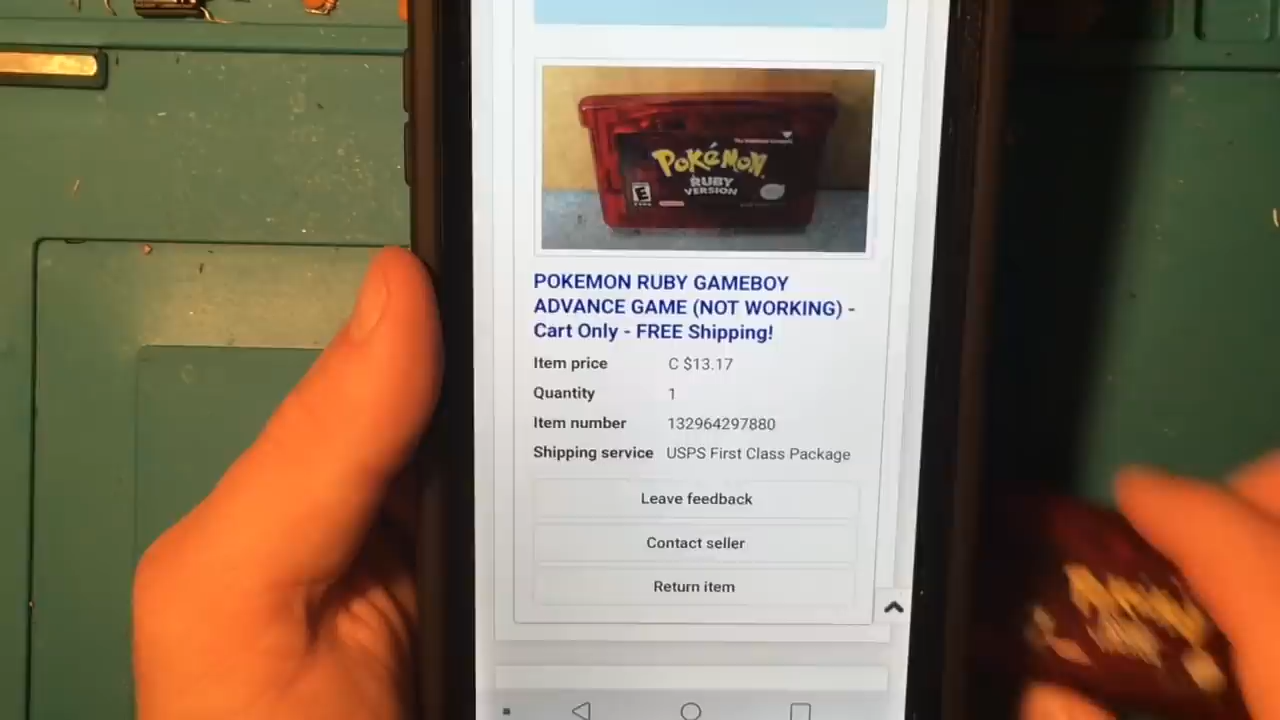 POKéMON
RUBY
VERSION
E
POKEMON RUBY GAMEBOY
ADVANCE GAME (NOT WORKING) -
Cart Only - FREE Shipping!
Item price C $13.17
Quantity 1
Item number 132964297880
Shipping service USPS First Class Package
Leave feedback
Contact seller
Return item